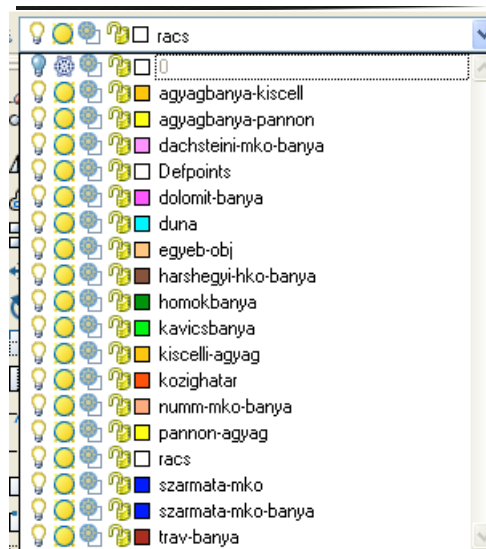 racs
0
agyagbanya-kiscell
agyagbanya-pannon
dachsteini-mko-banya
Defpoints
dolomit-banya
duna
egyeb-obj
harshegyi-hko-banya
homokbanya
kavicsbanya
kiscelli-agyag
kozighatar
numm-mko-banya
pannon-agyag
racs
szarmata-mko
szarmata-mko-banya
trav-banya